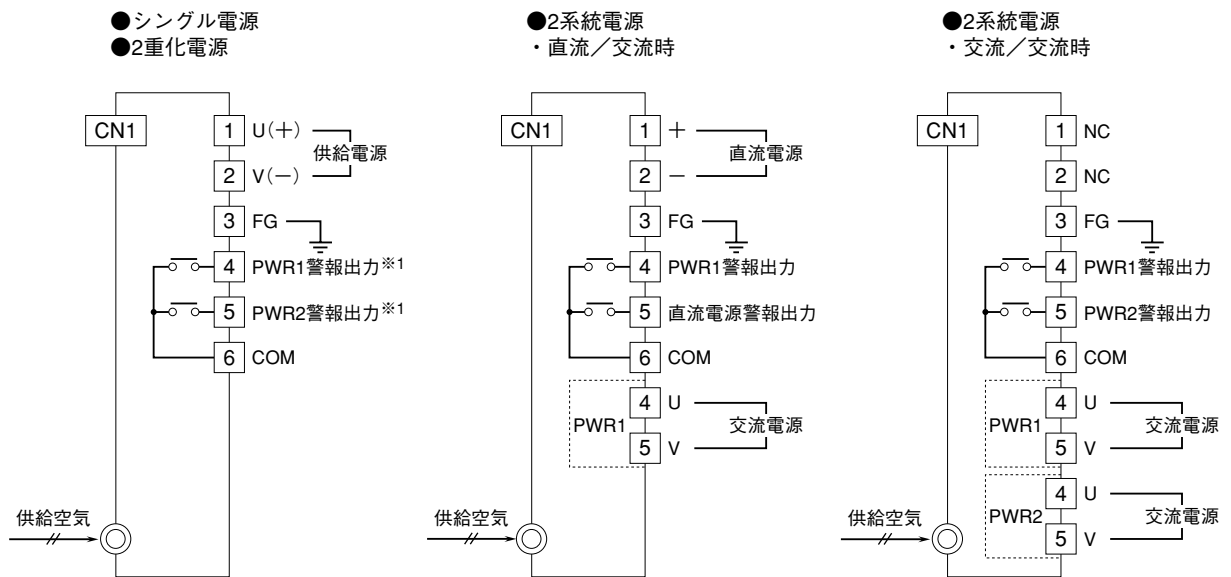 ●シングル電源
●2重化電源
CN1
1 U(+)
供給電源
2 V(−)
3 FG
4 PWR1警報出力※1
5 PWR2警報出力※1
6 COM
供給空気
●2系統電源
・直流／交流時
CN1
1 +
直流電源
2 −
3 FG
4 PWR1警報出力
5 直流電源警報出力
6 COM
PWR1
4 U
交流電源
5 V
供給空気
●2系統電源
・交流／交流時
CN1
1 NC
2 NC
3 FG
4 PWR1警報出力
5 PWR2警報出力
6 COM
PWR1
4 U
交流電源
5 V
PWR2
4 U
交流電源
5 V
供給空気